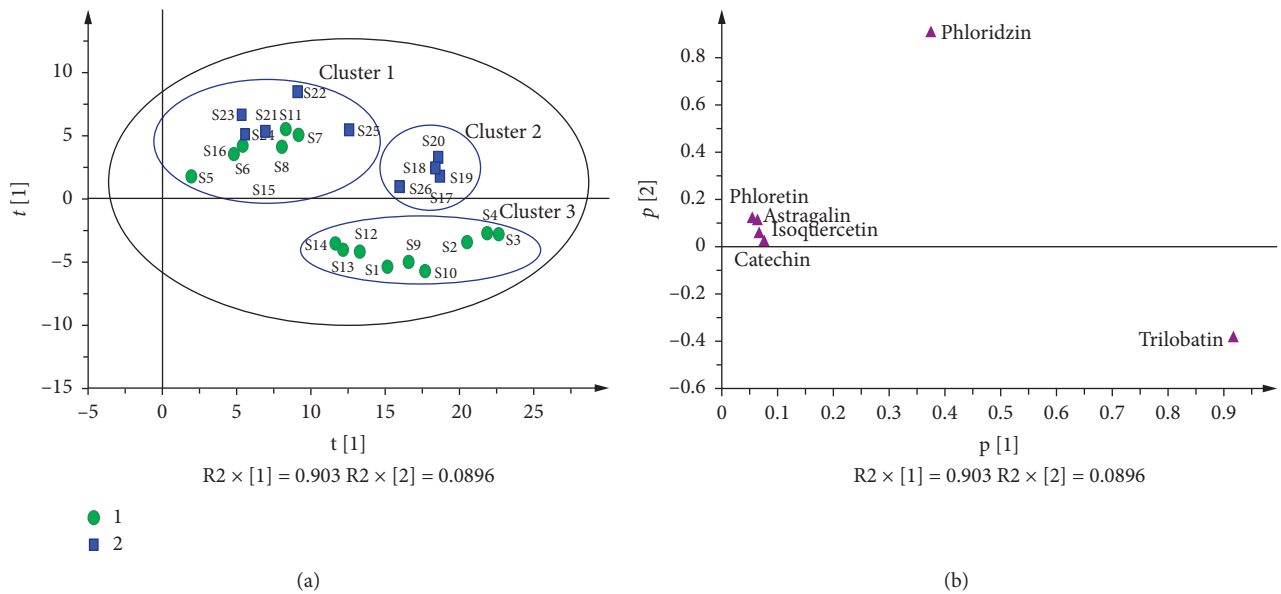 10
5
0
–5
–10
–15
t [1]
–5
0
5
10
15
20
25
t [1]
Cluster 1
S22
S23
S21
S11
S24
S7
S25
S16
S6
S8
S5
S15
Cluster 2
S20
S18
S19
S26
S17
Cluster 3
S4
S3
S12
S9
S2
S14
S13
S1
S10
R2 × [1] = 0.903 R2 × [2] = 0.0896
1
2
(a)
0.8
0.6
0.4
0.2
0
–0.2
–0.4
–0.6
p [2]
Phloridzin
Phloretin
Astragalin
Isoquercetin
Catechin
Trilobatin
0
0.1
0.2
0.3
0.4
0.5
0.6
0.7
0.8
0.9
p [1]
R2 × [1] = 0.903 R2 × [2] = 0.0896
(b)